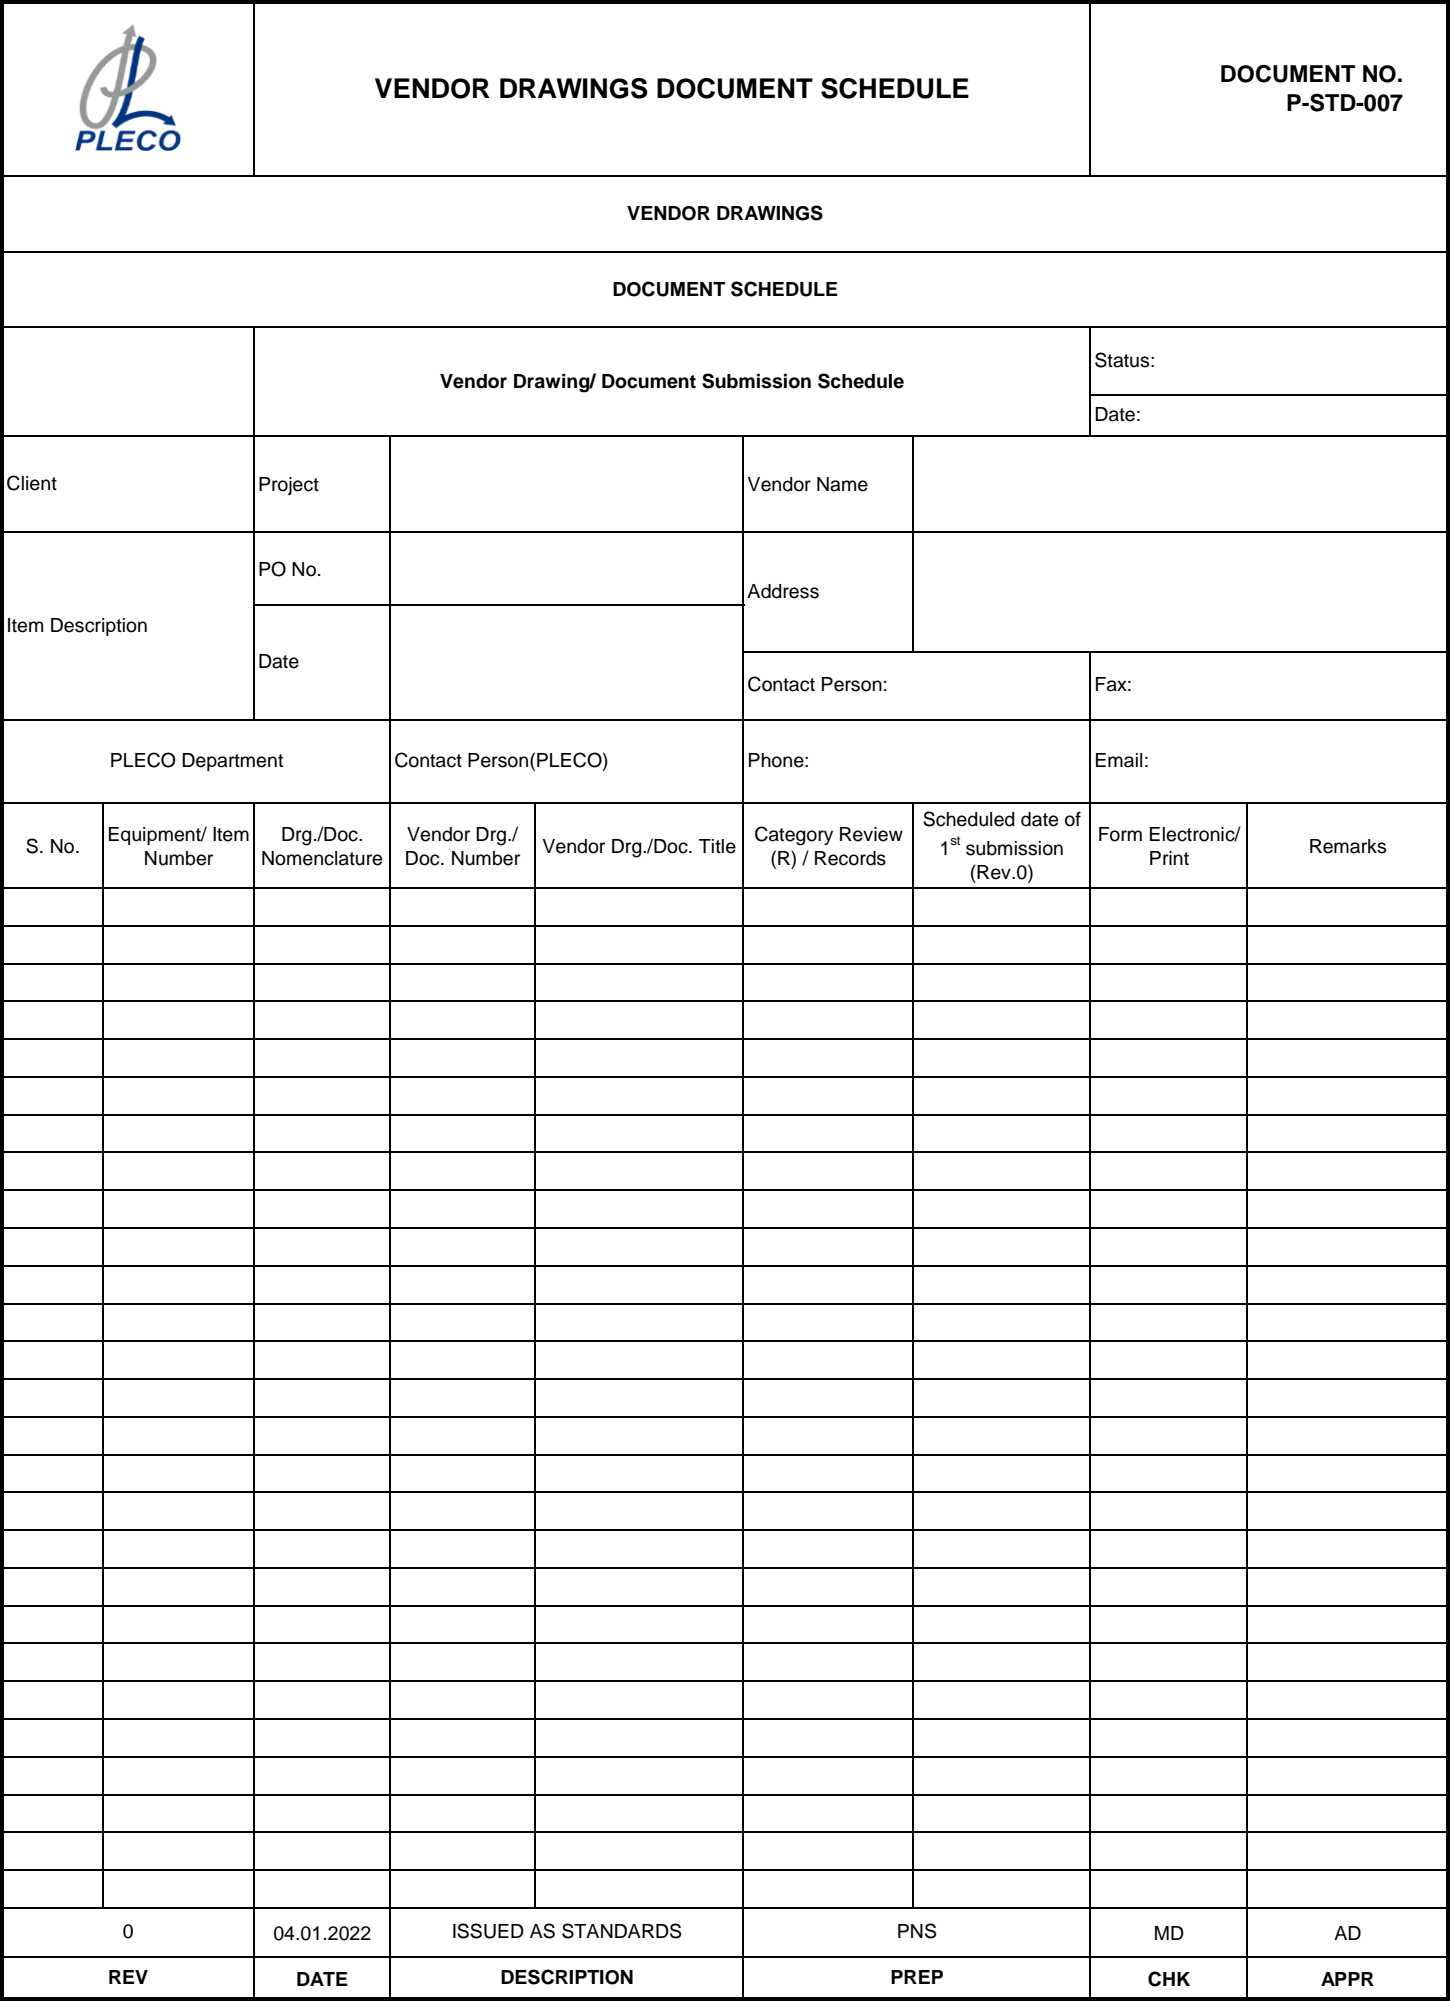 PLECO
VENDOR DRAWINGS DOCUMENT SCHEDULE
DOCUMENT NO.
P-STD-007
VENDOR DRAWINGS
DOCUMENT SCHEDULE
Vendor Drawing/ Document Submission Schedule
Status:
Date:
Client
Project
Vendor Name
Item Description
PO No.
Date
Address
Contact Person:
Fax:
PLECO Department
Contact Person(PLECO)
Phone:
Email:
S. No.
Equipment/ Item
Number
Drg./Doc.
Nomenclature
Vendor Drg./
Doc. Number
Vendor Drg./Doc. Title
Category Review
(R) / Records
Scheduled date of
1st submission
(Rev.0)
Form Electronic/
Print
Remarks
0
04.01.2022
ISSUED AS STANDARDS
PNS
MD
AD
REV
DATE
DESCRIPTION
PREP
CHK
APPR